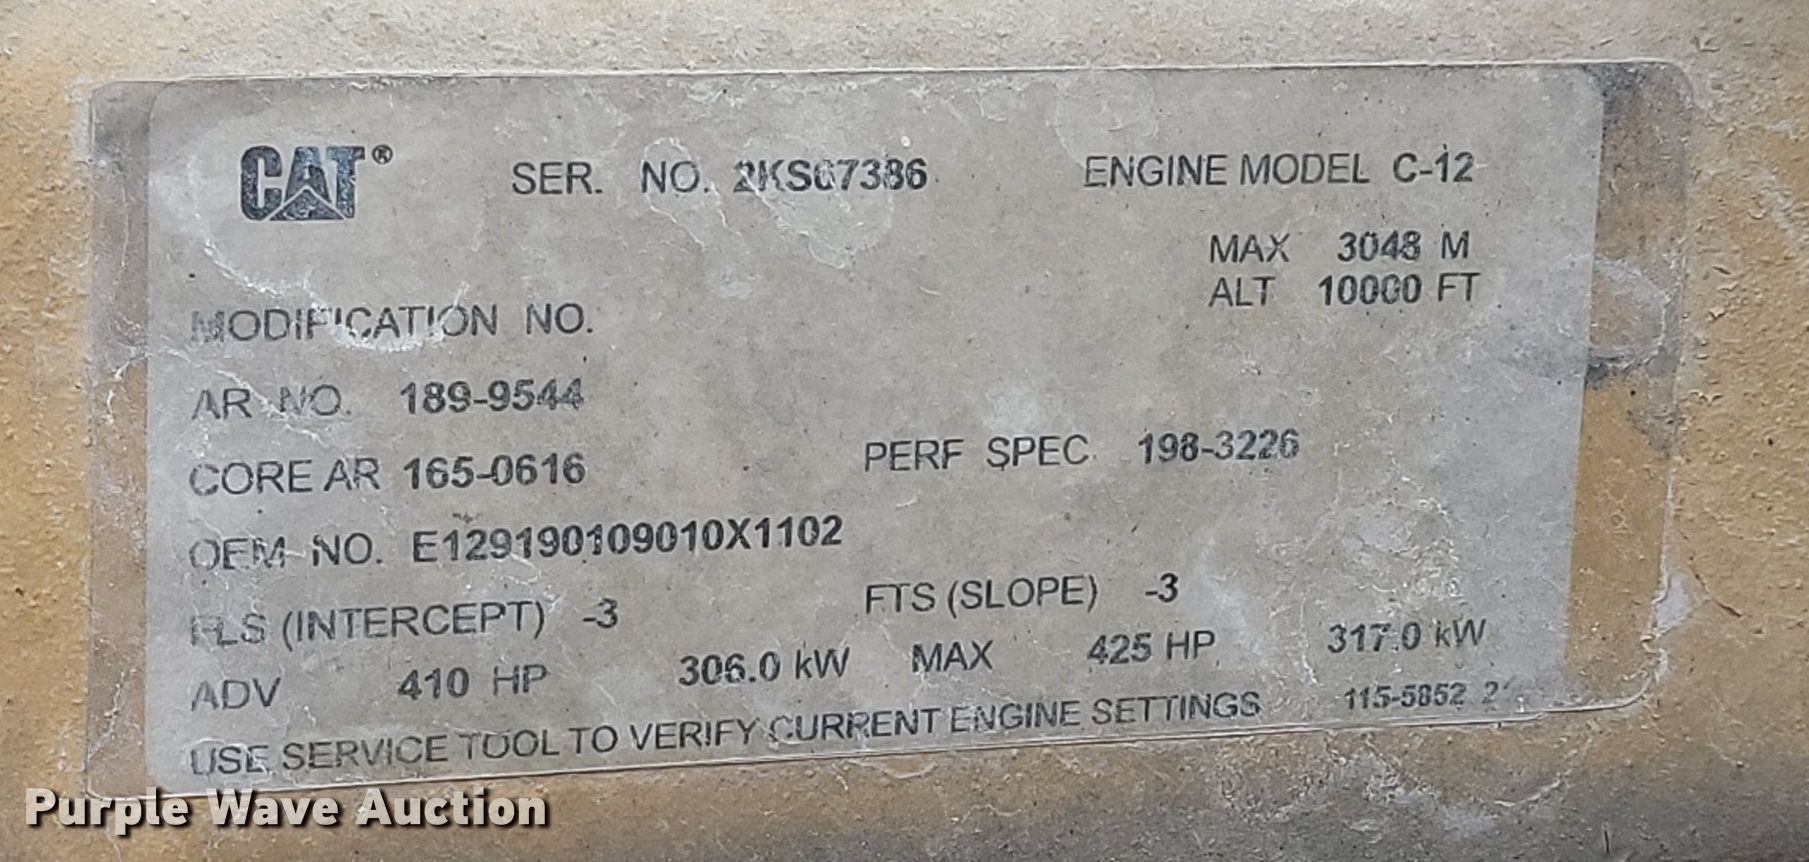 CAT® SER. NO. 2KS67386 ENGINE MODEL C-12
MAX 3048 M
ALT 10000 FT
MODIFICATION NO.
AR NO. 189-9544
CORE AR 165-0616 PERF SPEC 198-3226
OEM NO. E129190109010X1102
FLS (INTERCEPT) -3 FTS (SLOPE) -3
ADV 410 HP 306.0 kW MAX 425 HP 317.0 kW
USE SERVICE TOOL TO VERIFY CURRENT ENGINE SETTINGS 115-5852
Purple Wave Auction